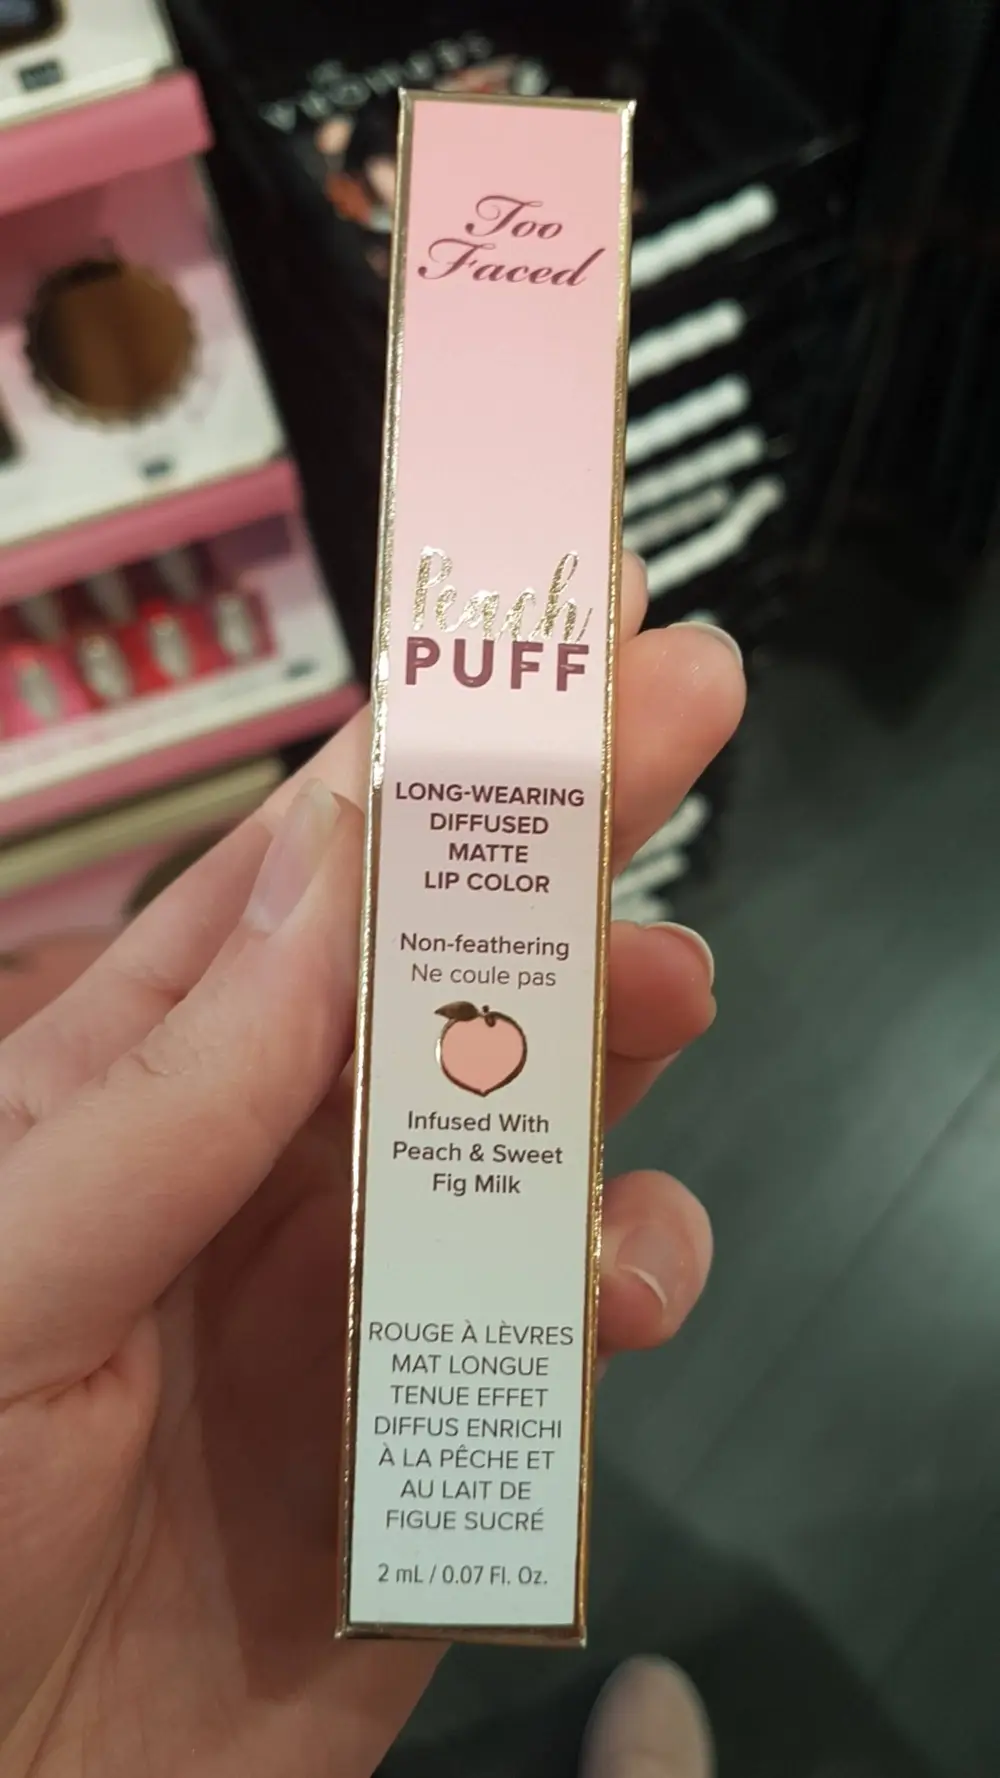 Too
Faced
Peach
PUFF
LONG-WEARING
DIFFUSED
MATTE
LIP COLOR
Non-feathering
Ne coule pas
Infused With
Peach & Sweet
Fig Milk
ROUGE À LÈVRES
MAT LONGUE
TENUE EFFET
DIFFUS ENRICHI
À LA PÊCHE ET
AU LAIT DE
FIGUE SUCRÉ
2 mL / 0.07 Fl. Oz.